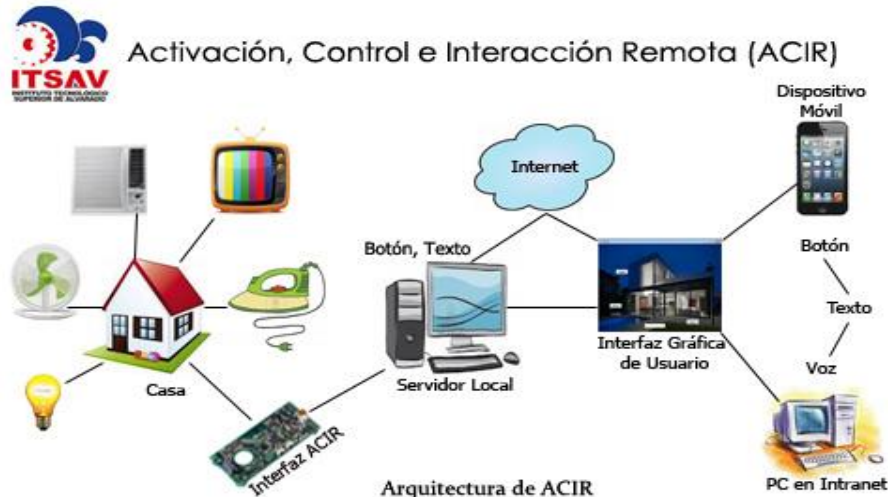 ITSAV
INSTITUTO TECNOLÓGICO
SUPERIOR DE ALVARADO
Activación, Control e Interacción Remota (ACIR)
Dispositivo
Móvil
Internet
Botón, Texto
Botón
Texto
Voz
Interfaz Gráfica
de Usuario
Casa
Servidor Local
Interfaz ACIR
PC en Intranet
Arquitectura de ACIR